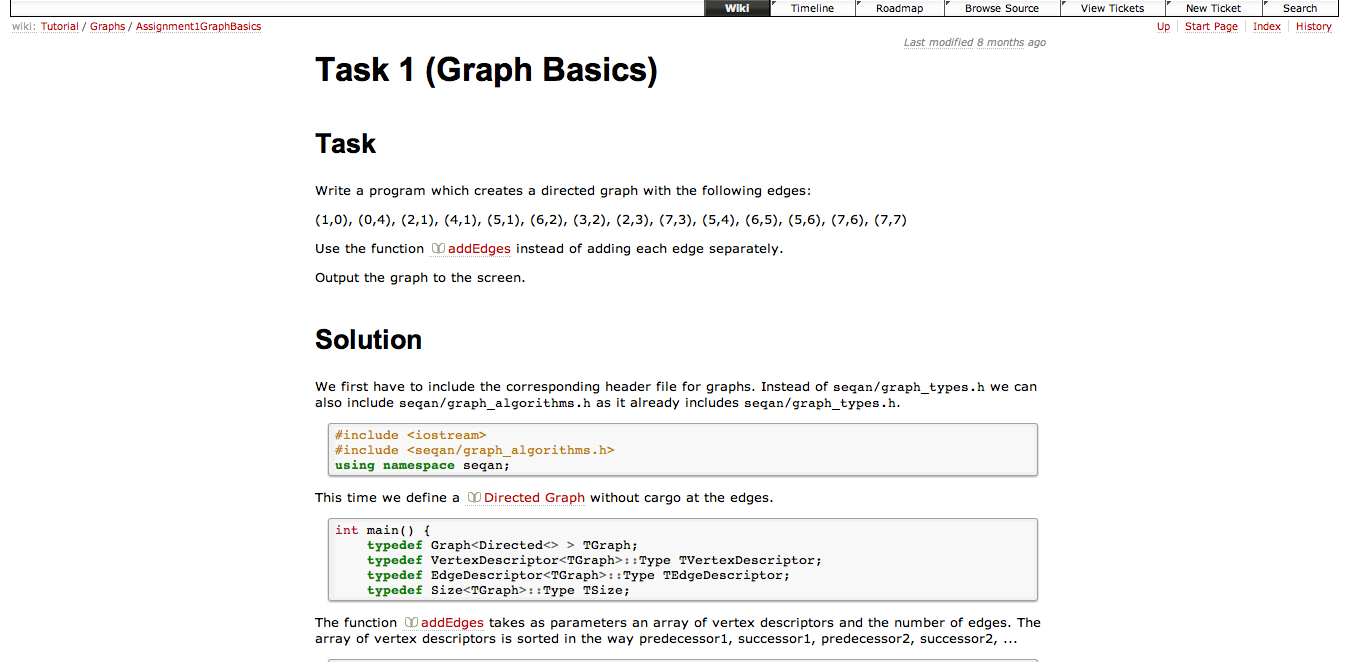 Wiki Timeline Roadmap Browse Source View Tickets New Ticket Search
wiki: Tutorial / Graphs / Assignment1GraphBasics Up Start Page Index History
Last modified 8 months ago
Task 1 (Graph Basics)
Task
Write a program which creates a directed graph with the following edges:
(1,0), (0,4), (2,1), (4,1), (5,1), (6,2), (3,2), (2,3), (7,3), (5,4), (6,5), (5,6), (7,6), (7,7)
Use the function addEdges instead of adding each edge separately.
Output the graph to the screen.
Solution
We first have to include the corresponding header file for graphs. Instead of seqan/graph_types.h we can
also include seqan/graph_algorithms.h as it already includes seqan/graph_types.h.
#include <iostream>
#include <seqan/graph_algorithms.h>
using namespace seqan;
This time we define a Directed Graph without cargo at the edges.
int main() {
    typedef Graph<Directed<> > TGraph;
    typedef VertexDescriptor<TGraph>::Type TVertexDescriptor;
    typedef EdgeDescriptor<TGraph>::Type TEdgeDescriptor;
    typedef Size<TGraph>::Type TSize;
The function addEdges takes as parameters an array of vertex descriptors and the number of edges. The
array of vertex descriptors is sorted in the way predecessor1, successor1, predecessor2, successor2, ...